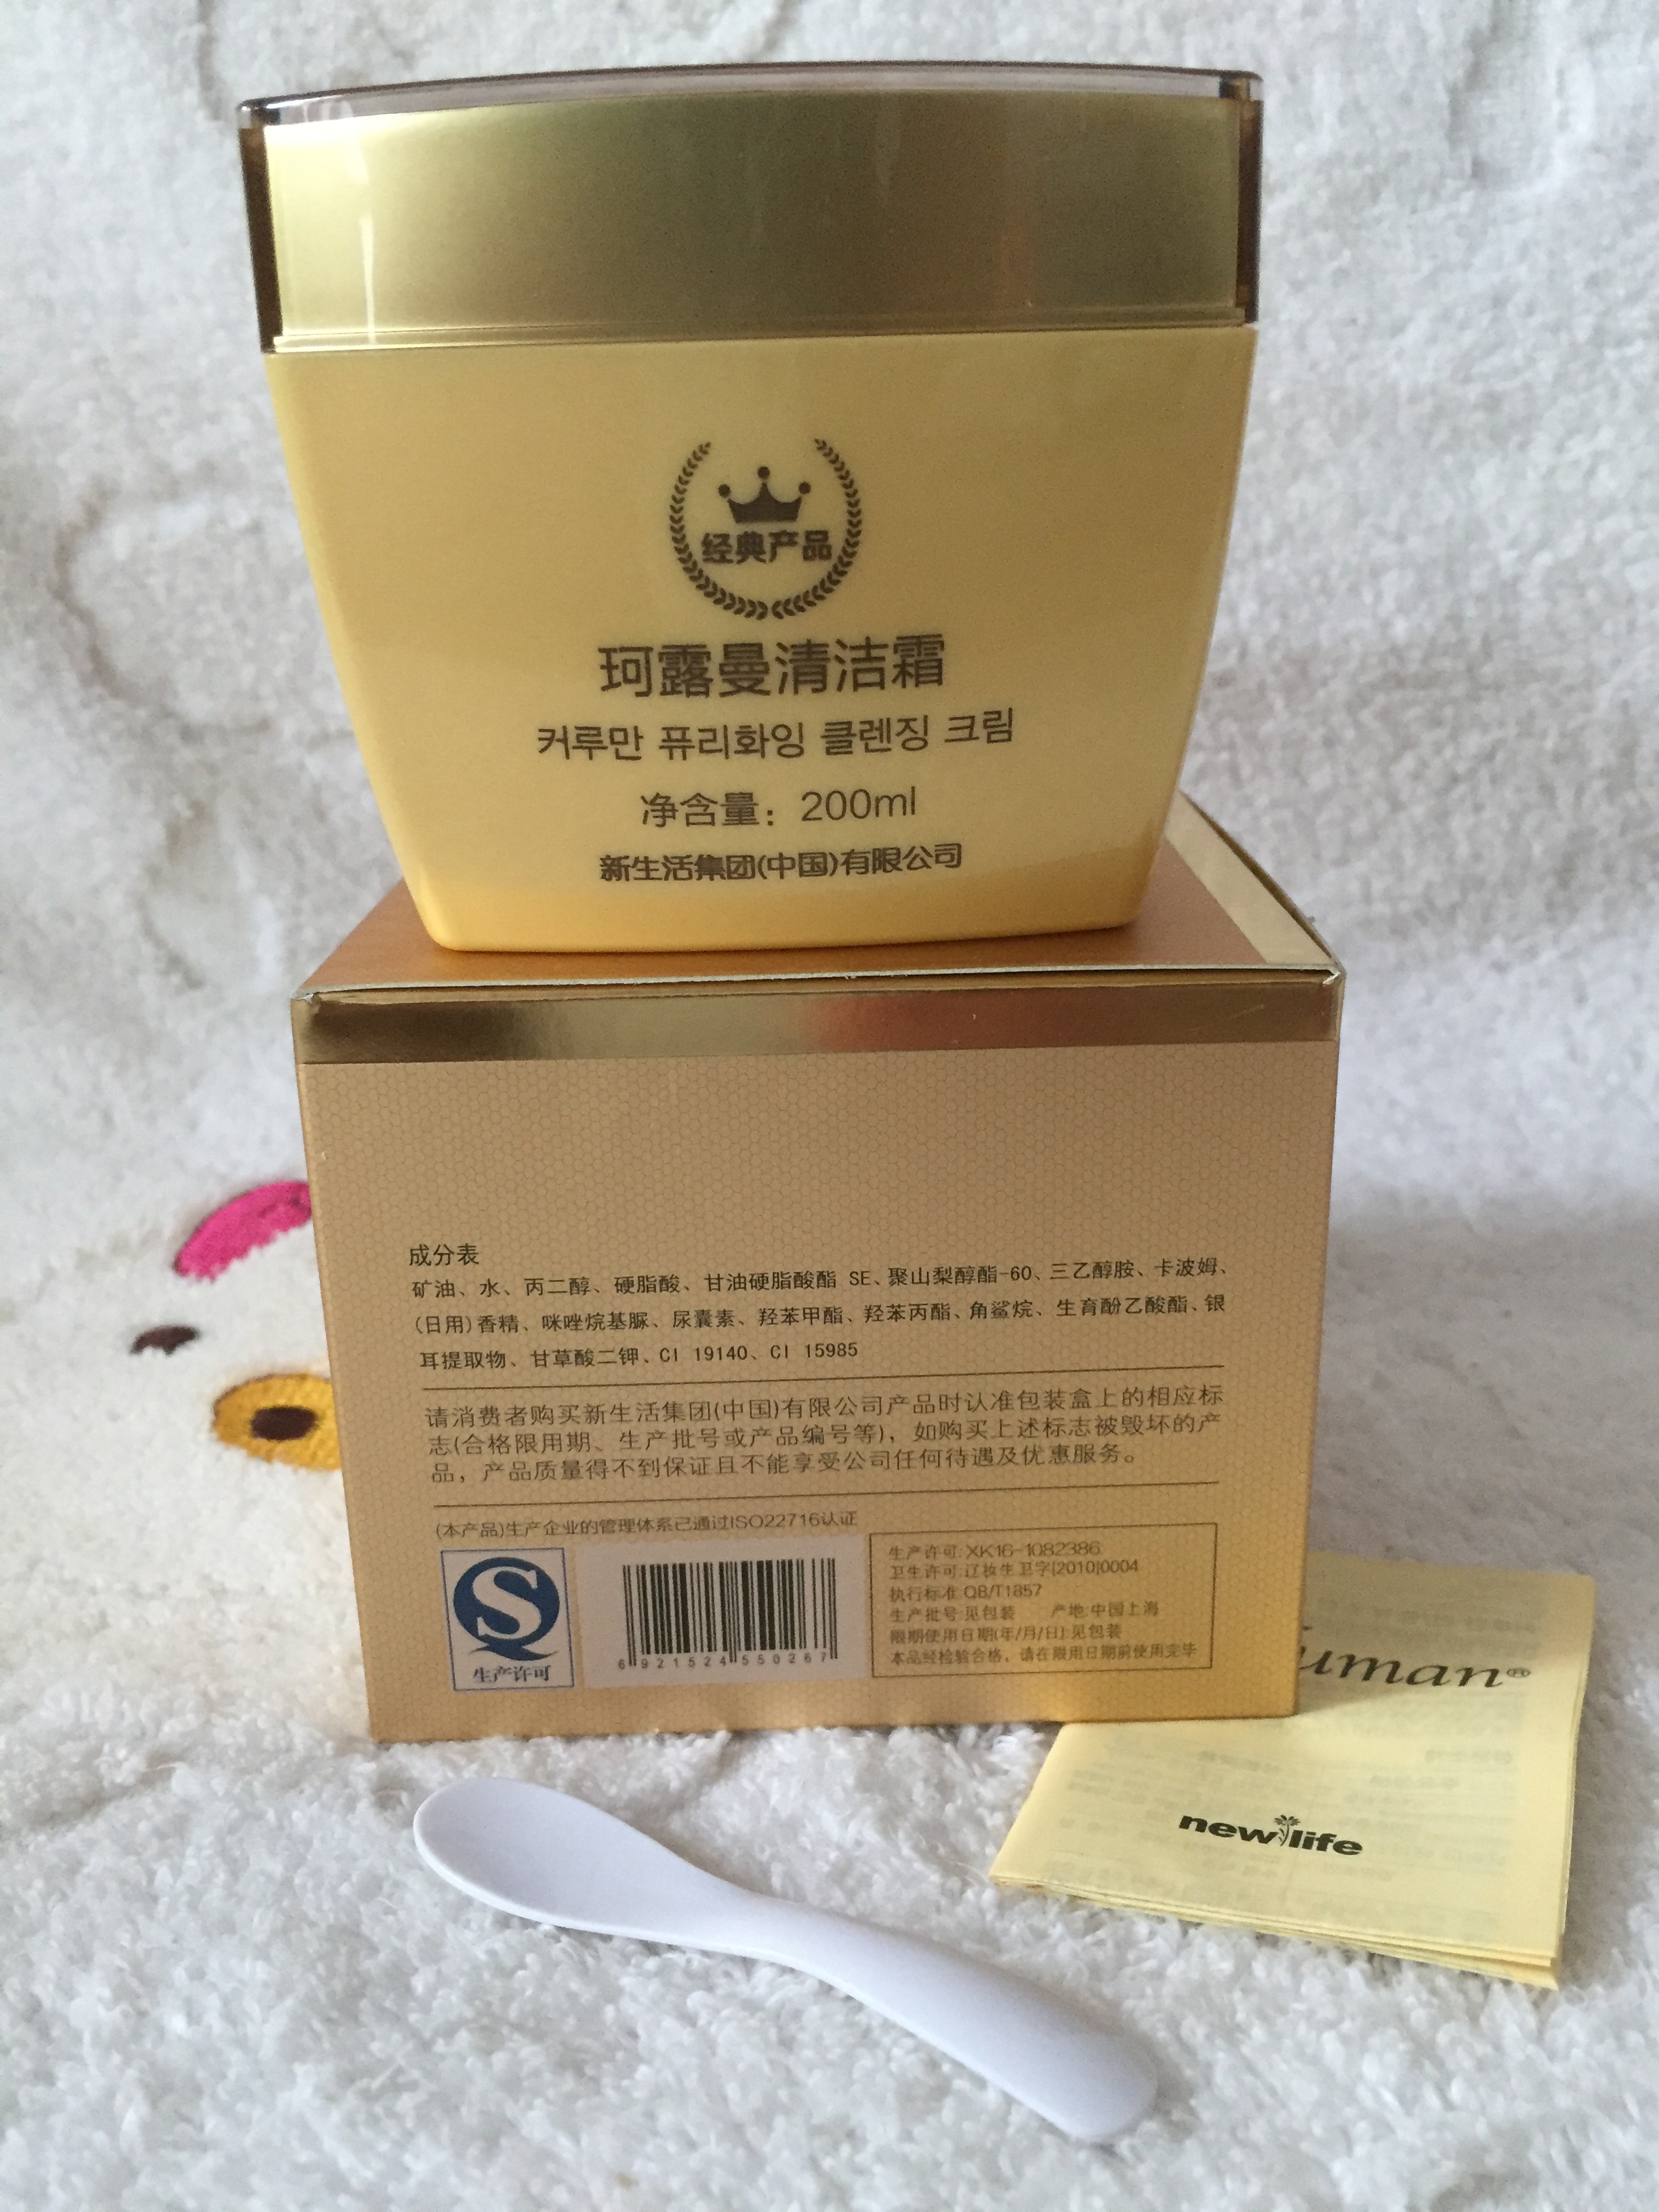 经典产品
珂露曼清洁霜
커루만 퓨리화잉 클렌징 크림
净含量：200ml
新生活集团(中国)有限公司
成分表
矿油、水、丙二醇、硬脂酸、甘油硬脂酸酯 SE、聚山梨醇酯-60、三乙醇胺、卡波姆、
(日用)香精、咪唑烷基脲、尿囊素、羟苯甲酯、羟苯丙酯、角鲨烷、生育酚乙酸酯、银
耳提取物、甘草酸二钾、CI 19140、CI 15985
请消费者购买新生活集团(中国)有限公司产品时认准包装盒上的相应标
志(合格限用期、生产批号或产品编号等)，如购买上述标志被毁坏的产
品，产品质量得不到保证且不能享受公司任何待遇及优惠服务。
(本产品)生产企业的管理体系已通过ISO22716认证
生产许可
6921524550267
生产许可:XK16-1082386
卫生许可:辽妆生卫字[2010]0004
执行标准:QB/T1857
生产批号:见包装 产地:中国上海
限期使用日期(年/月/日):见包装
本品经检验合格，请在限用日期前使用完毕
uman®
newlife